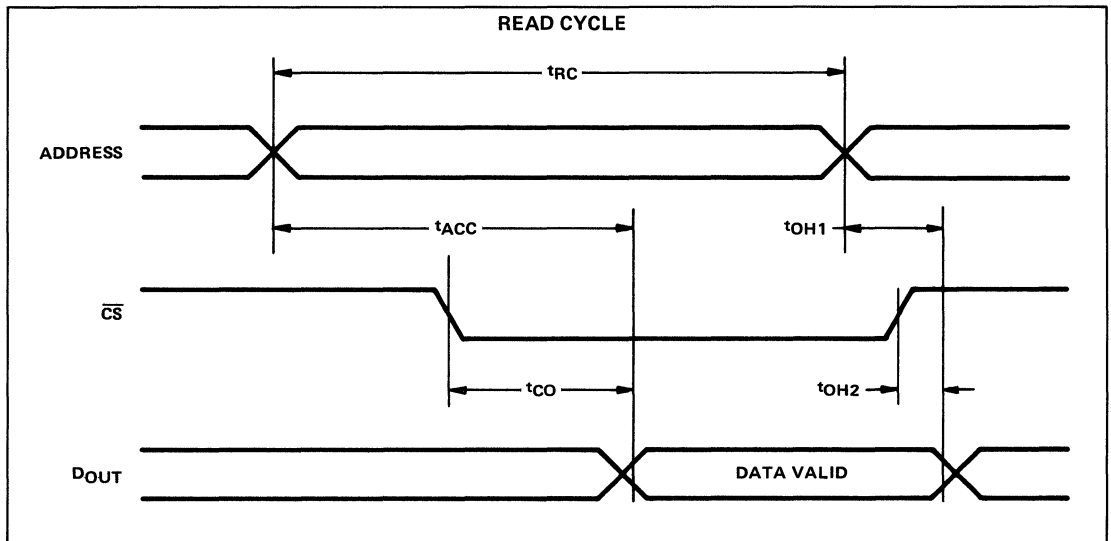 READ CYCLE
tRC
ADDRESS
tACC
tOH1
CS
tCO
tOH2
DOUT
DATA VALID